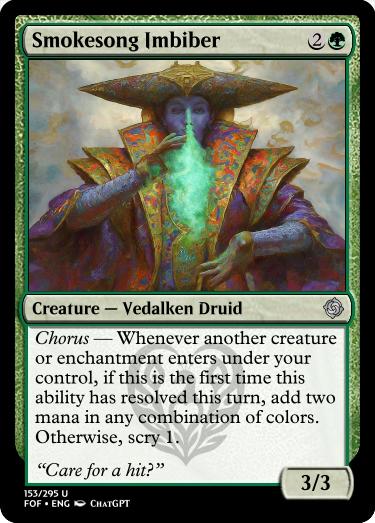 Smokesong Imbiber 2
Creature — Vedalken Druid
Chorus — Whenever another creature
or enchantment enters under your
control, if this is the first time this
ability has resolved this turn, add two
mana in any combination of colors.
Otherwise, scry 1.
“Care for a hit?”
3/3
153/295 U
FOF • ENG ChatGPT